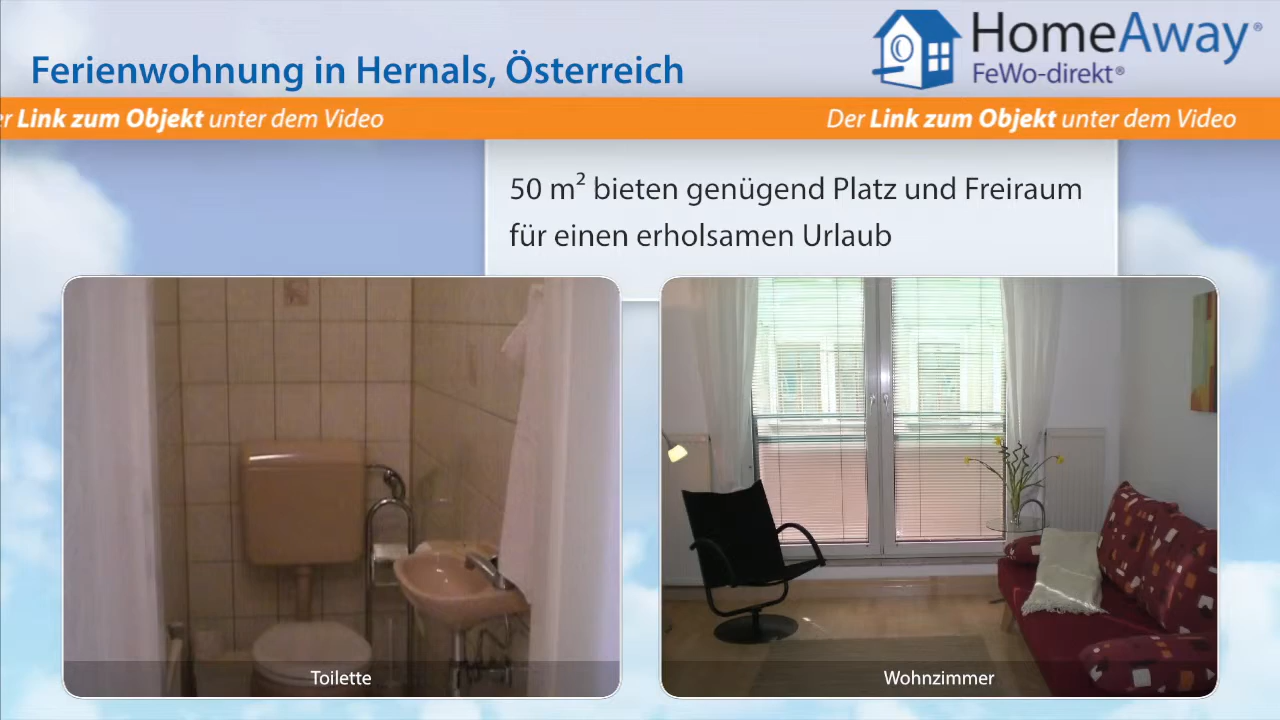 HomeAway®
FeWo-direkt®
Ferienwohnung in Hernals, Österreich
Link zum Objekt unter dem Video
Der Link zum Objekt unter dem Video
50 m² bieten genügend Platz und Freiraum
für einen erholsamen Urlaub
Toilette
Wohnzimmer